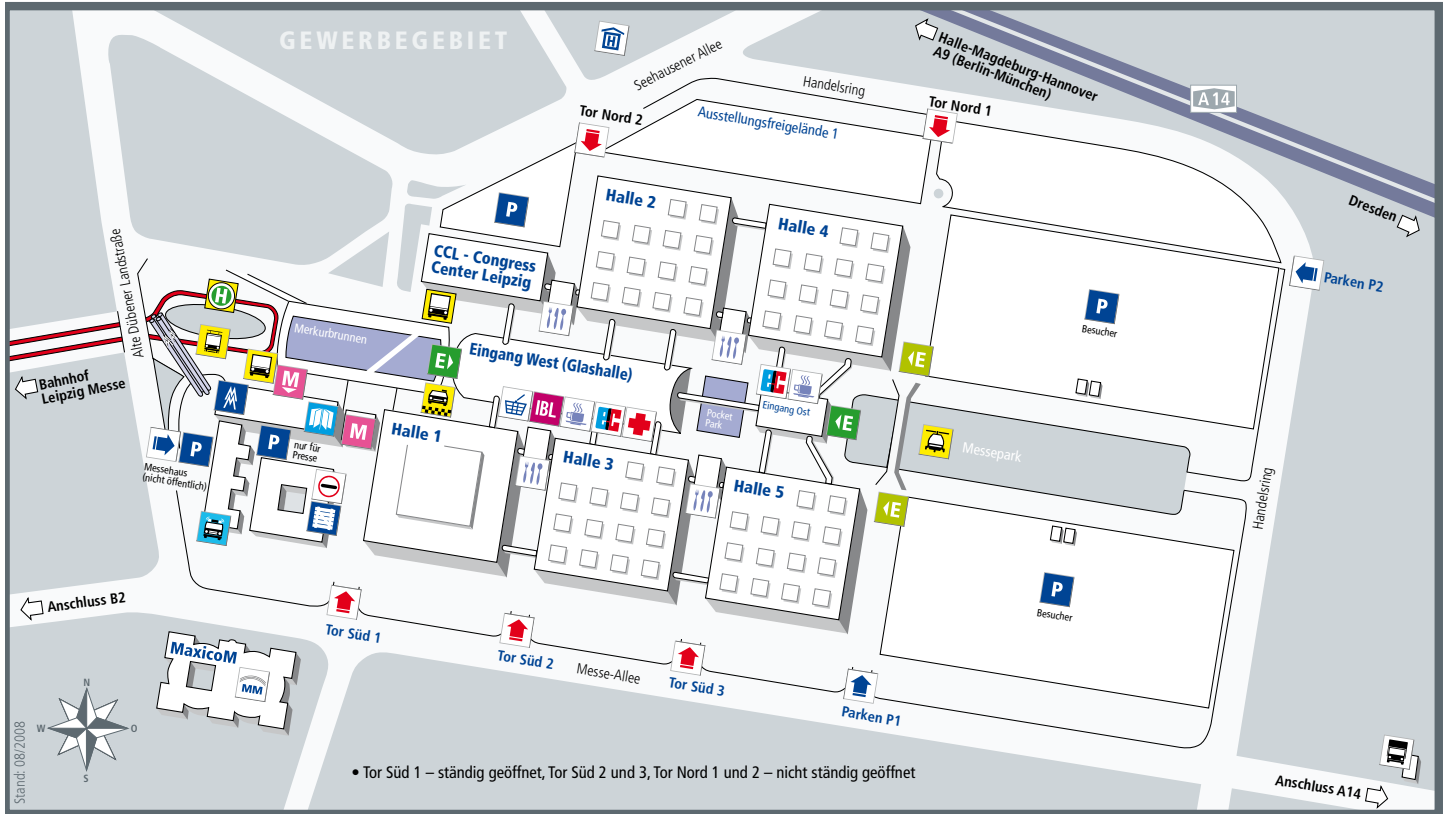 GEWERBEGEBIET
H
Seehausener Allee
Handelsring
Halle-Magdeburg-Hannover
A9 (Berlin-München)
A 14
Dresden
Tor Nord 2
Tor Nord 1
Ausstellungsfreigelände 1
P
Halle 2
Halle 4
CCL - Congress
Center Leipzig
Parken P2
P
Besucher
Alte Dübener Landstraße
H
Merkurbrunnen
E
Eingang West (Glashalle)
E
Bahnhof
Leipzig Messe
M
M
IBL
EC
EC
Eingang Ost
Pocket
Park
E
Messepark
Halle 1
P
nur für
Presse
P
Messehaus
(nicht öffentlich)
Halle 3
Halle 5
E
Handelsring
P
Besucher
Anschluss B2
Tor Süd 1
Tor Süd 2
Messe-Allee
Tor Süd 3
Parken P1
MaxicoM
MM
N
W
O
S
Stand: 08/2008
• Tor Süd 1 – ständig geöffnet, Tor Süd 2 und 3, Tor Nord 1 und 2 – nicht ständig geöffnet
Anschluss A14